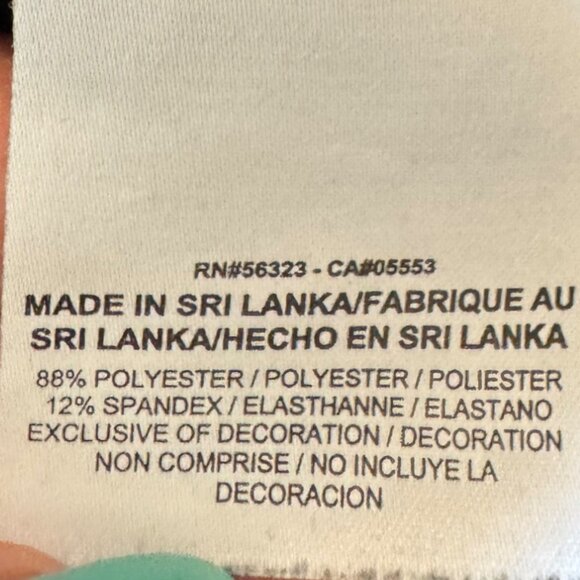 RN#56323 - CA#05553
MADE IN SRI LANKA/FABRIQUE AU
SRI LANKA/HECHO EN SRI LANKA
88% POLYESTER / POLYESTER / POLIESTER
12% SPANDEX / ELASTHANNE / ELASTANO
EXCLUSIVE OF DECORATION / DECORATION
NON COMPRISE / NO INCLUYE LA
DECORACION